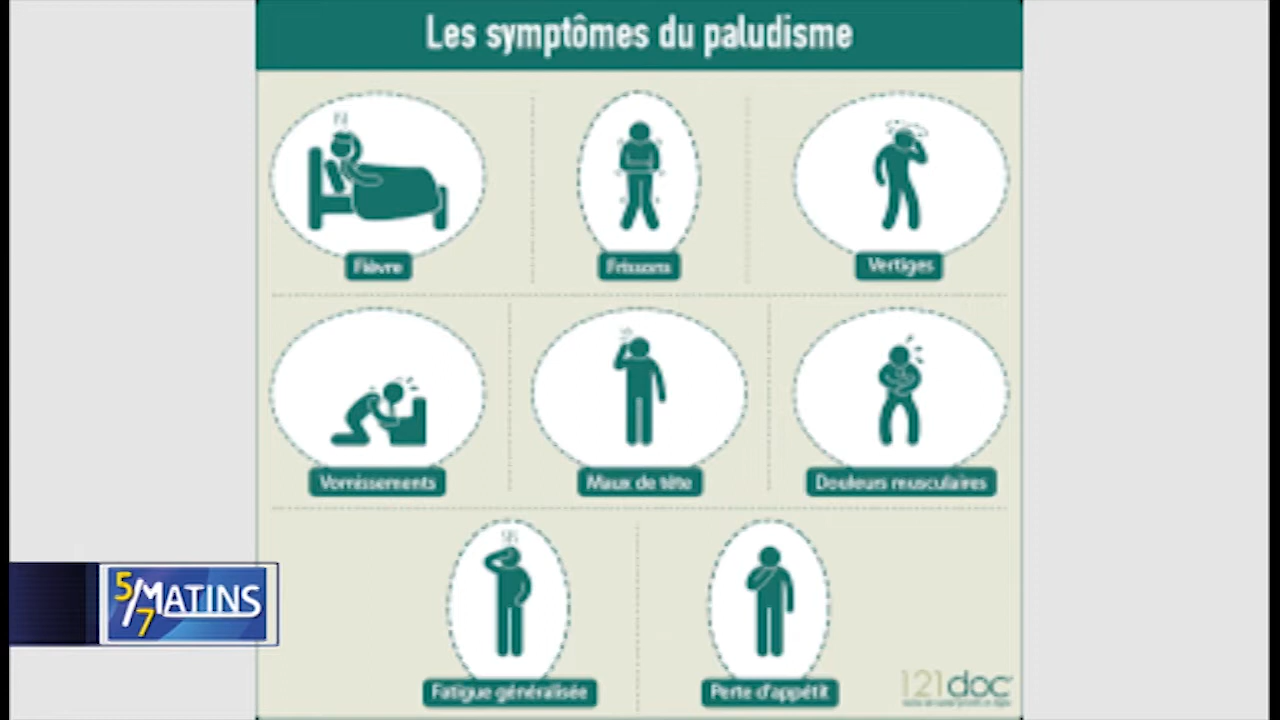 Les symptômes du paludisme
Fièvre
Frissons
Vertiges
Vomissements
Maux de tête
Douleurs musculaires
Fatigue généralisée
Perte d'appétit
5/7 MATINS
121doc